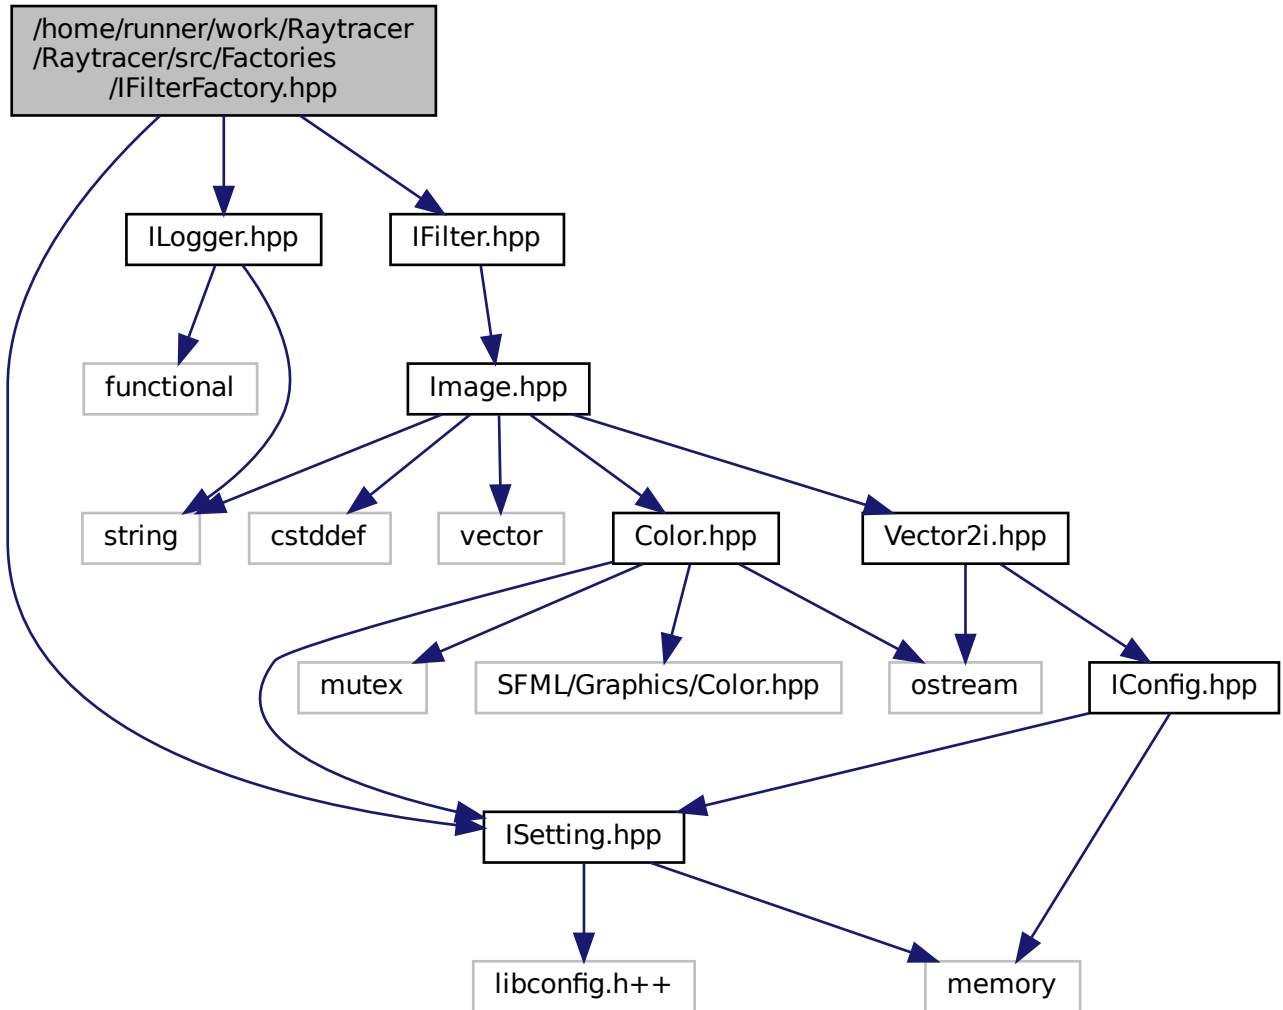 /home/runner/work/Raytracer
/Raytracer/src/Factories
/IFilterFactory.hpp
ILogger.hpp
IFilter.hpp
functional
Image.hpp
string
cstddef
vector
Color.hpp
Vector2i.hpp
mutex
SFML/Graphics/Color.hpp
ostream
IConfig.hpp
ISetting.hpp
libconfig.h++
memory